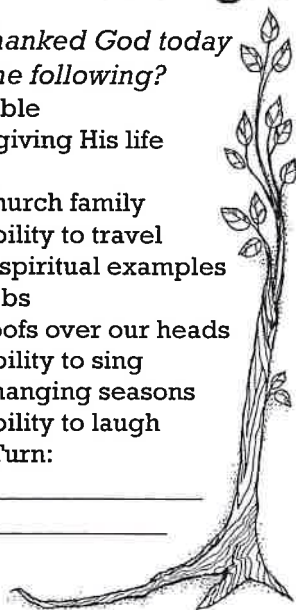 hanked God today
he following?
ble
giving His life
hurch family
bility to travel
spiritual examples
bs
oofs over our heads
bility to sing
hanging seasons
bility to laugh
Turn: